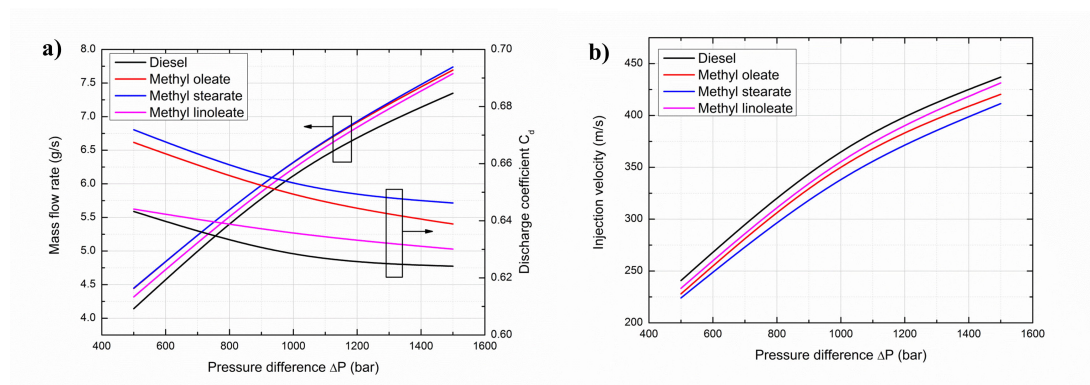 a)
Diesel
Methyl oleate
Methyl stearate
Methyl linoleate
Mass flow rate (g/s)
8.0
7.5
7.0
6.5
6.0
5.5
5.0
4.5
4.0
Discharge coefficient Cd
0.70
0.68
0.66
0.64
0.62
0.60
400 600 800 1000 1200 1400 1600
Pressure difference ΔP (bar)
b)
Diesel
Methyl oleate
Methyl stearate
Methyl linoleate
Injection velocity (m/s)
450
400
350
300
250
200
400 600 800 1000 1200 1400 1600
Pressure difference ΔP (bar)